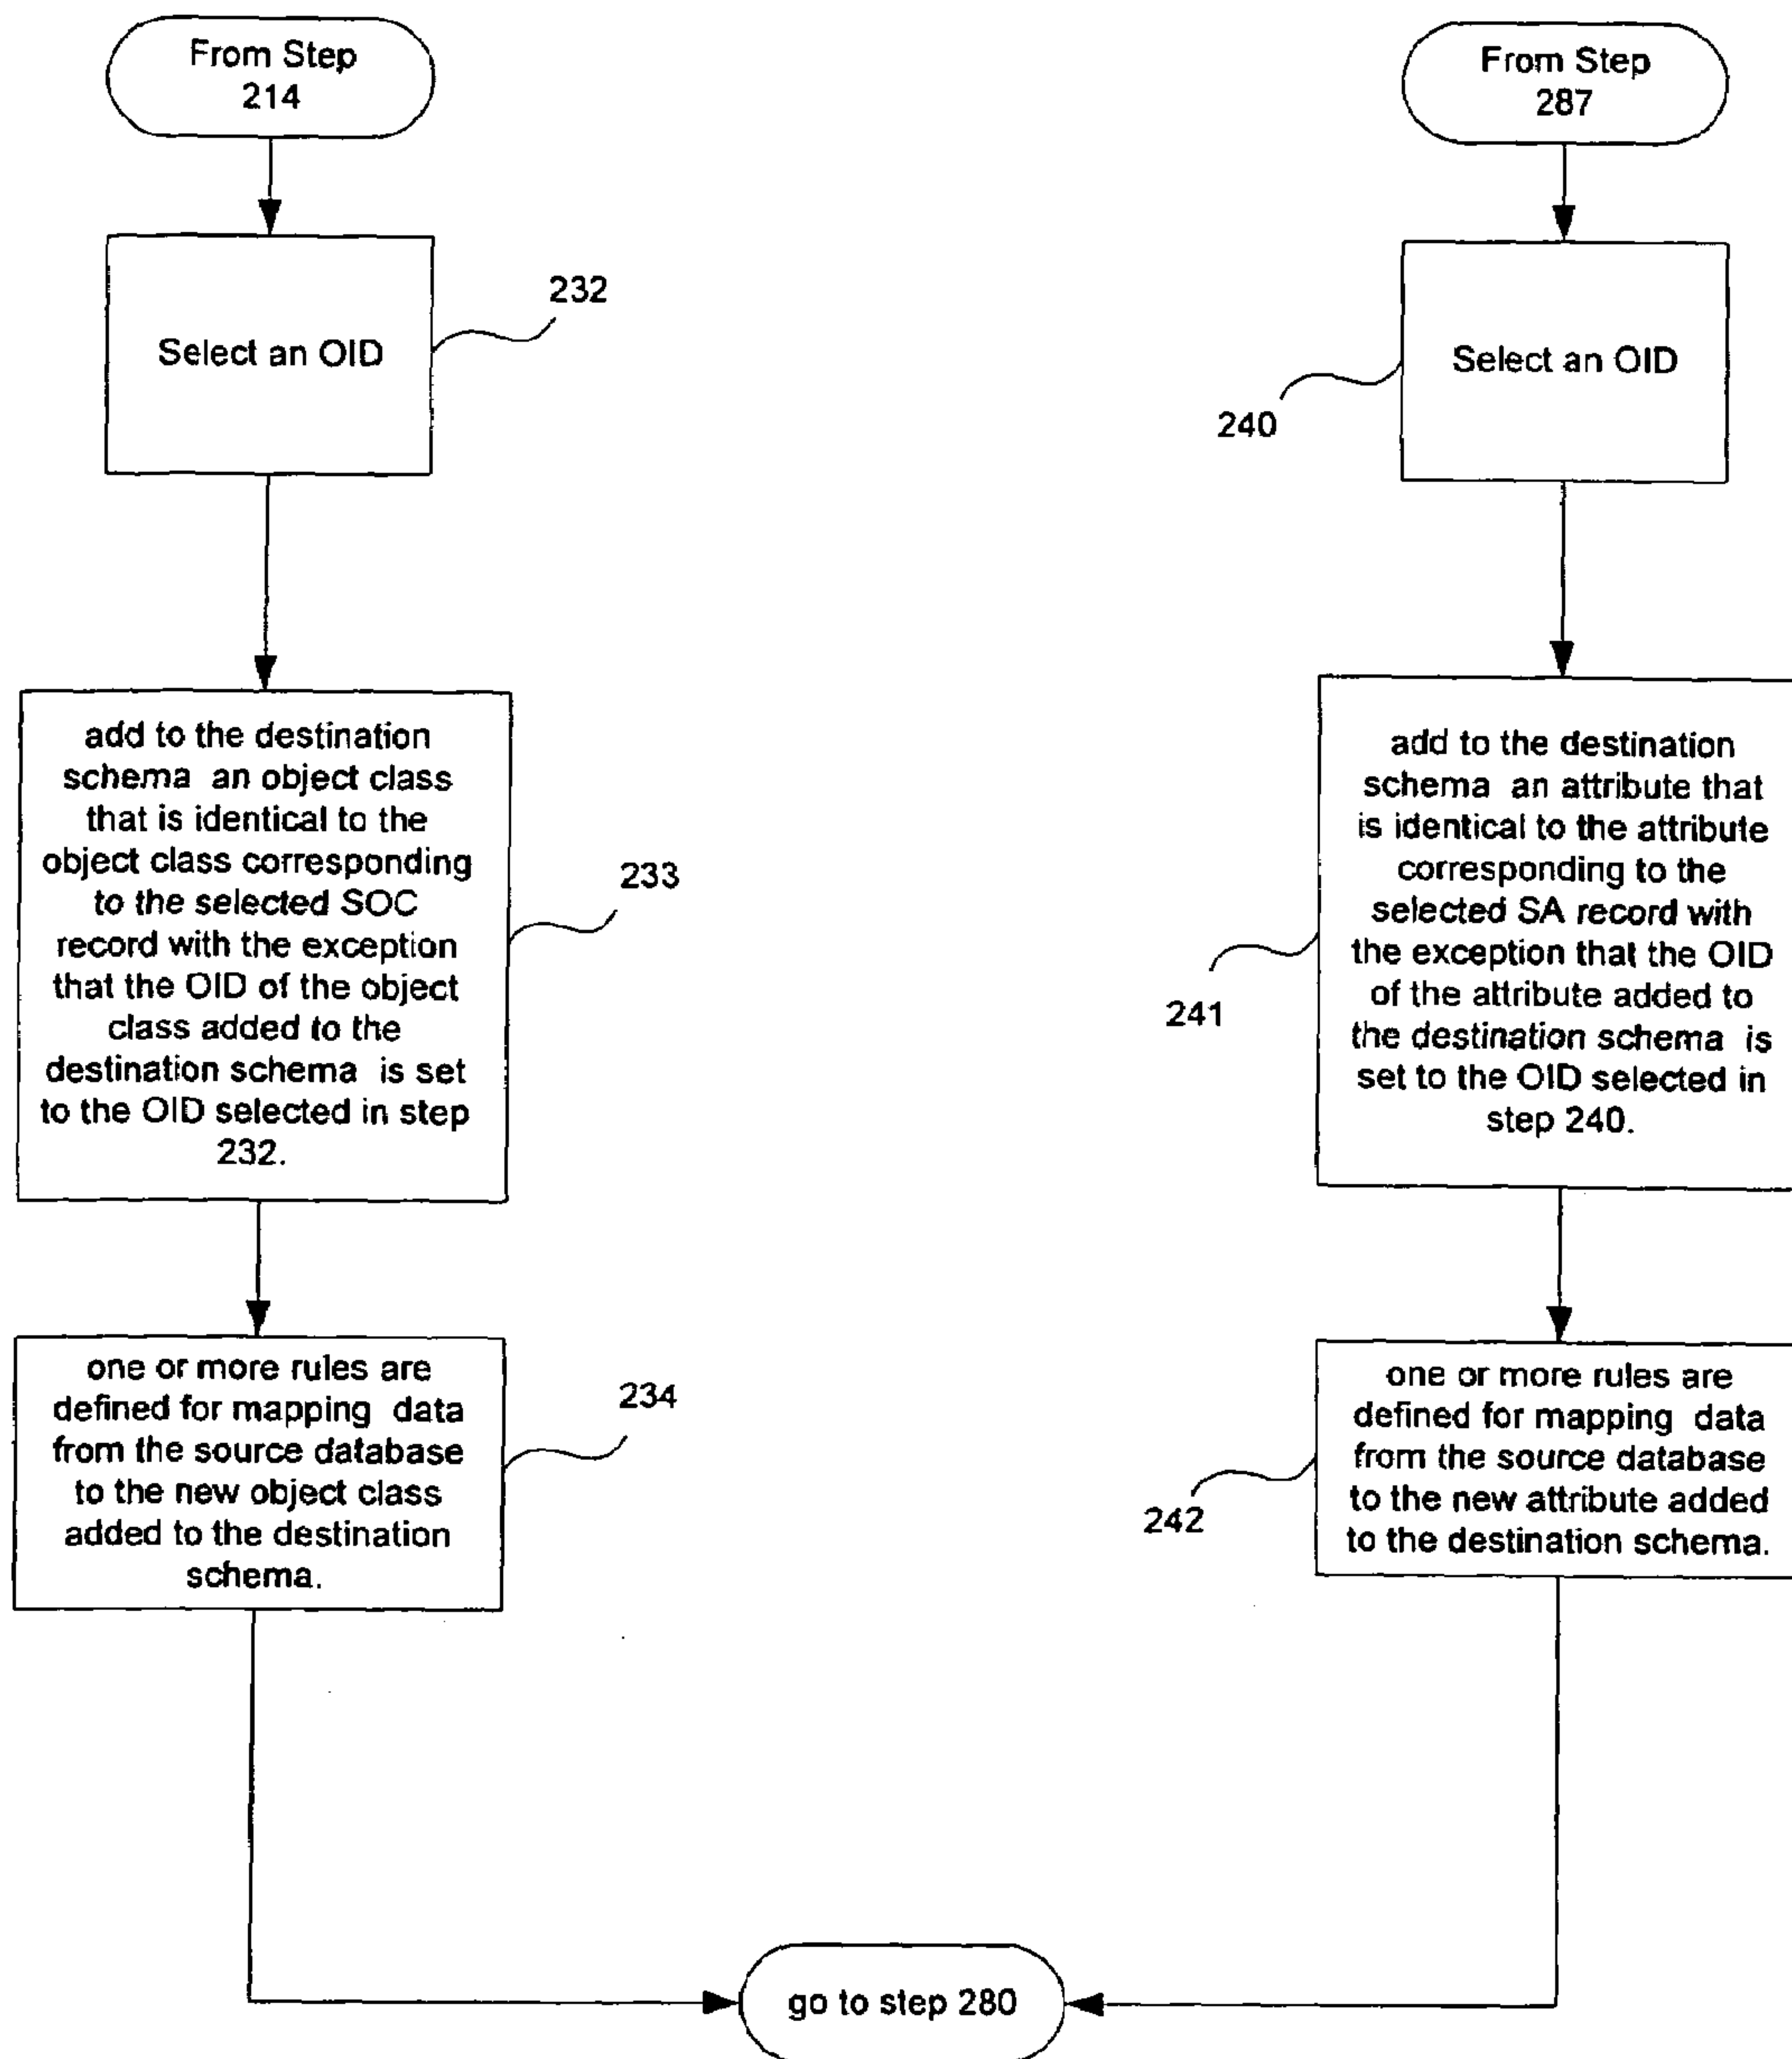 From Step
214
Select an OID
232
add to the destination
schema an object class
that is identical to the
object class corresponding
to the selected SOC
record with the exception
that the OID of the object
class added to the
destination schema is set
to the OID selected in step
232.
233
one or more rules are
defined for mapping data
from the source database
to the new object class
added to the destination
schema.
234
From Step
287
Select an OID
240
add to the destination
schema an attribute that
is identical to the attribute
corresponding to the
selected SA record with
the exception that the OID
of the attribute added to
the destination schema is
set to the OID selected in
step 240.
241
one or more rules are
defined for mapping data
from the source database
to the new attribute added
to the destination schema.
242
go to step 280